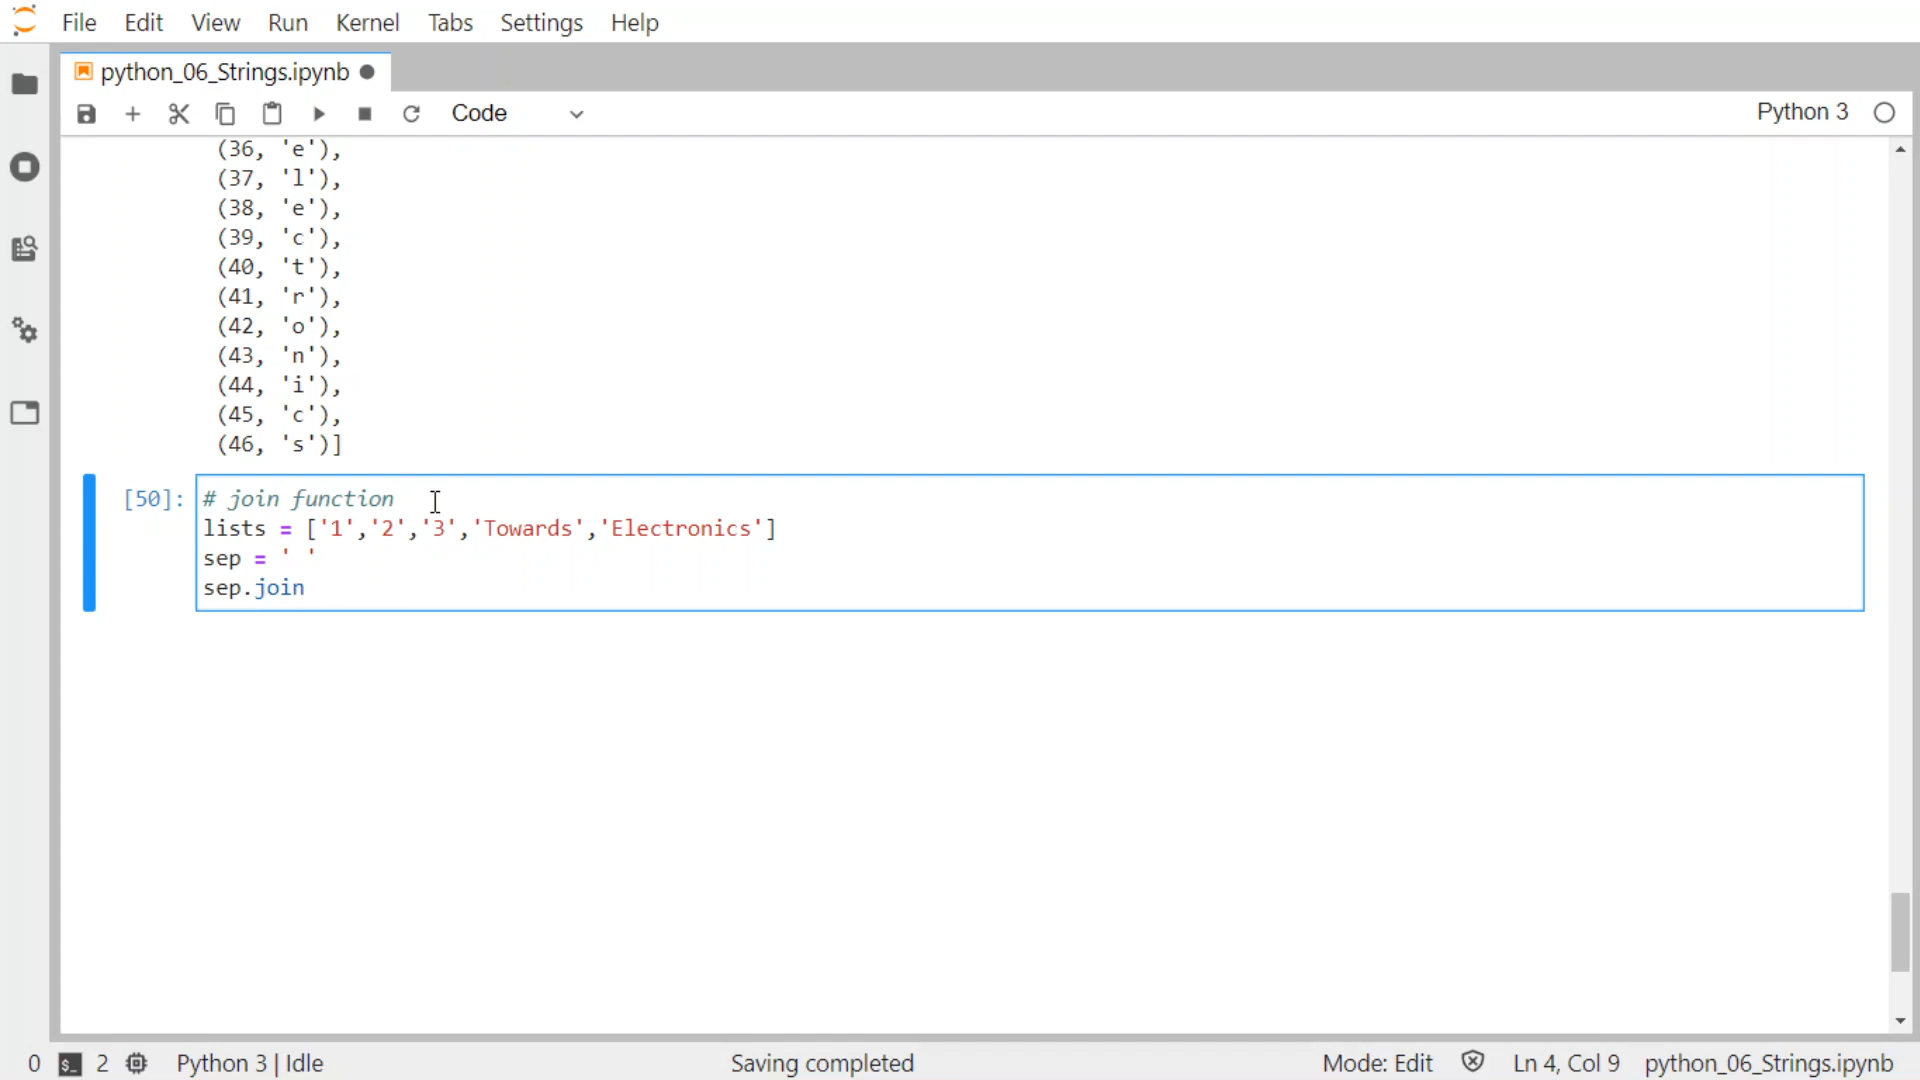 File Edit View Run Kernel Tabs Settings Help
python_06_Strings.ipynb
Code Python 3
(36, 'e'),
(37, 'l'),
(38, 'e'),
(39, 'c'),
(40, 't'),
(41, 'r'),
(42, 'o'),
(43, 'n'),
(44, 'i'),
(45, 'c'),
(46, 's')]
[50]: # join function
lists = ['1','2','3','Towards','Electronics']
sep = ' '
sep.join
0 $_ 2 Python 3 | Idle Saving completed Mode: Edit Ln 4, Col 9 python_06_Strings.ipynb